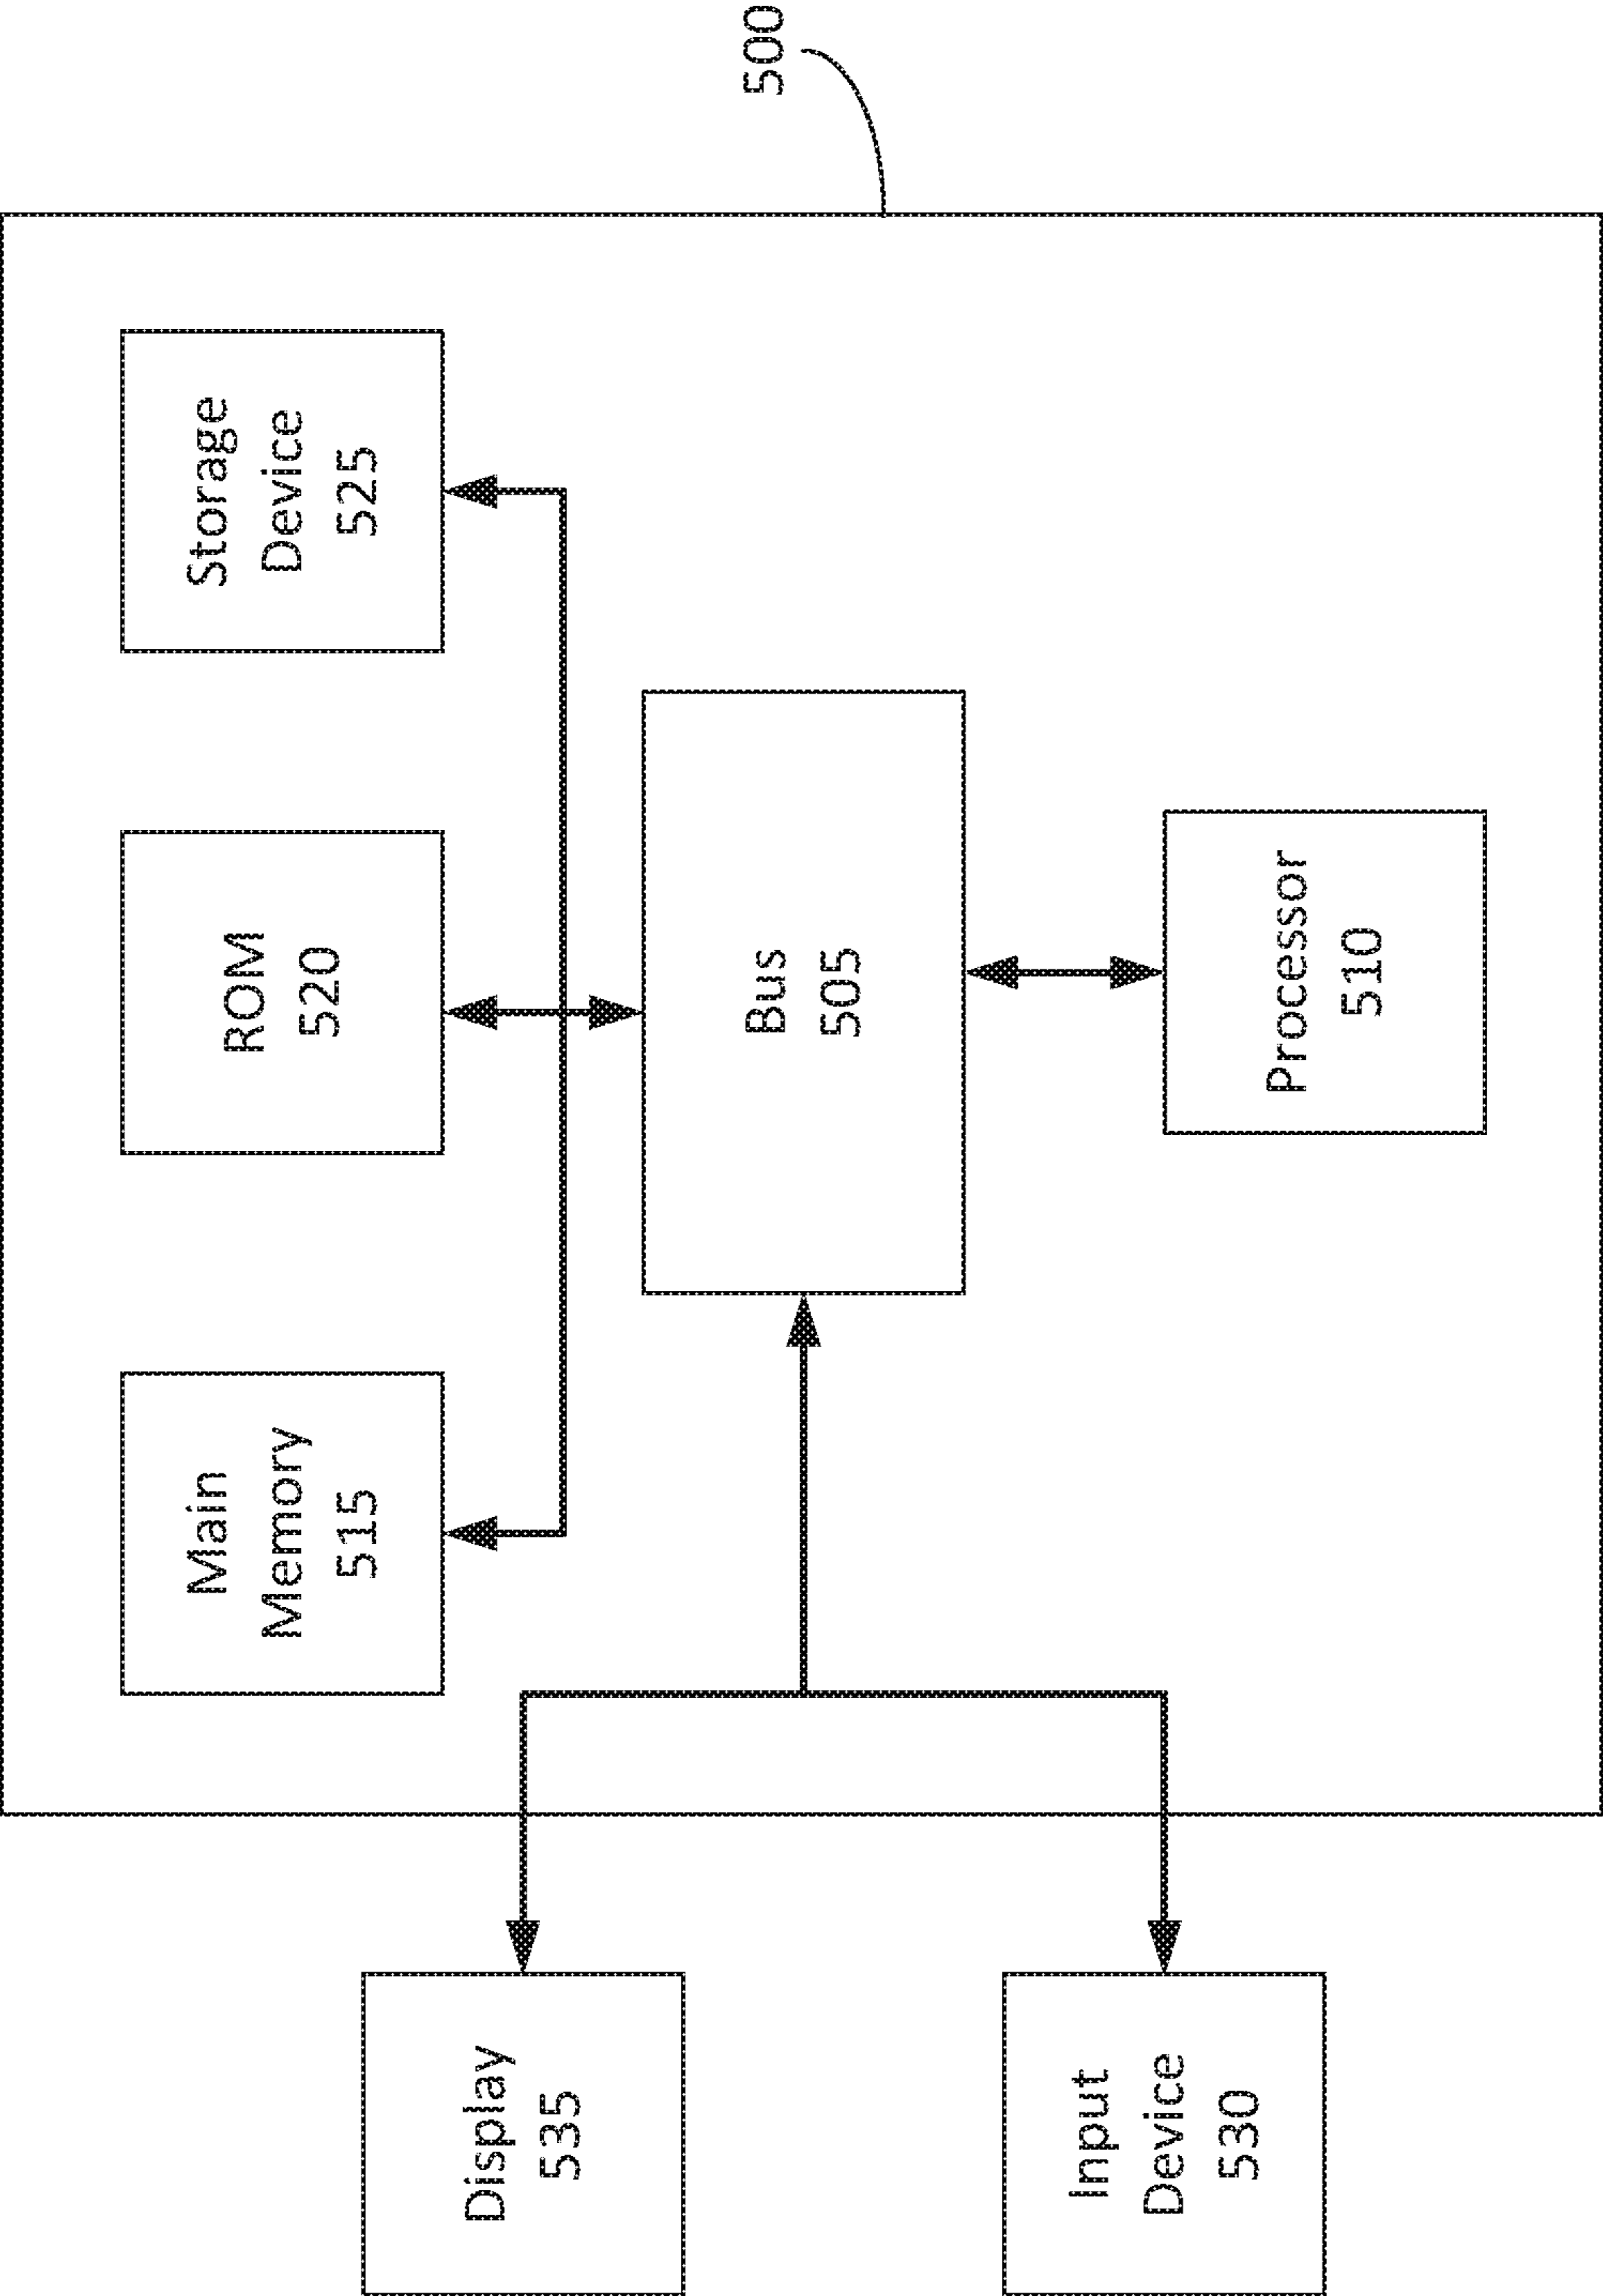 500
Display
535
Main
Memory
515
ROM
520
Storage
Device
525
Bus
505
Input
Device
530
Processor
510